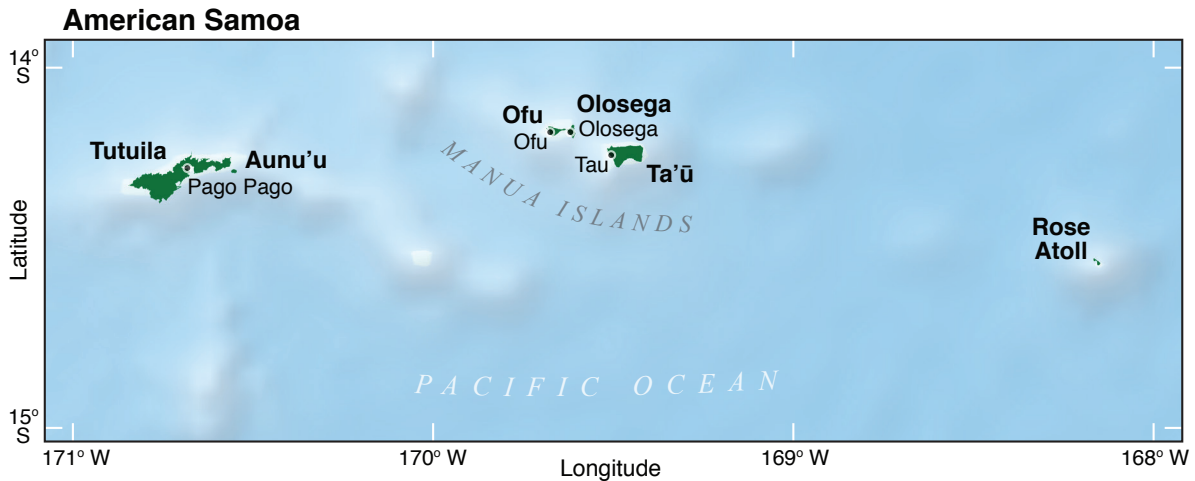 American Samoa
14°
S
Ofu
Olosega
Ofu
Olosega
Tutuila
Aunu’u
Pago Pago
Tau
Ta’ū
MANUA ISLANDS
Rose
Atoll
Latitude
PACIFIC OCEAN
15°
S
171° W
170° W
169° W
168° W
Longitude